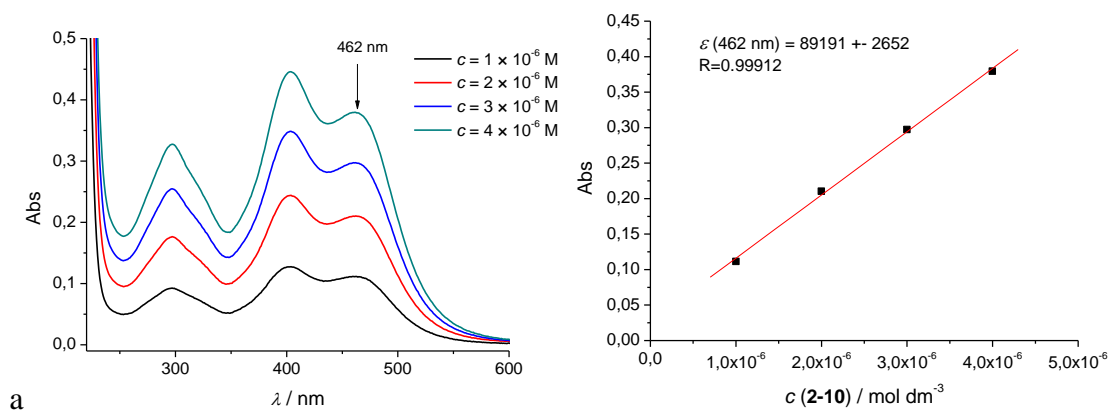 0,5
0,4
0,3
0,2
0,1
0,0
Abs
300
400
500
600
λ / nm
462 nm
c = 1 × 10⁻⁶ M
c = 2 × 10⁻⁶ M
c = 3 × 10⁻⁶ M
c = 4 × 10⁻⁶ M
a
0,45
0,40
0,35
0,30
0,25
0,20
0,15
0,10
0,05
0,00
Abs
ε (462 nm) = 89191 +- 2652
R=0.99912
0,0
1,0x10⁻⁶
2,0x10⁻⁶
3,0x10⁻⁶
4,0x10⁻⁶
5,0x10⁻⁶
c (2-10) / mol dm⁻³